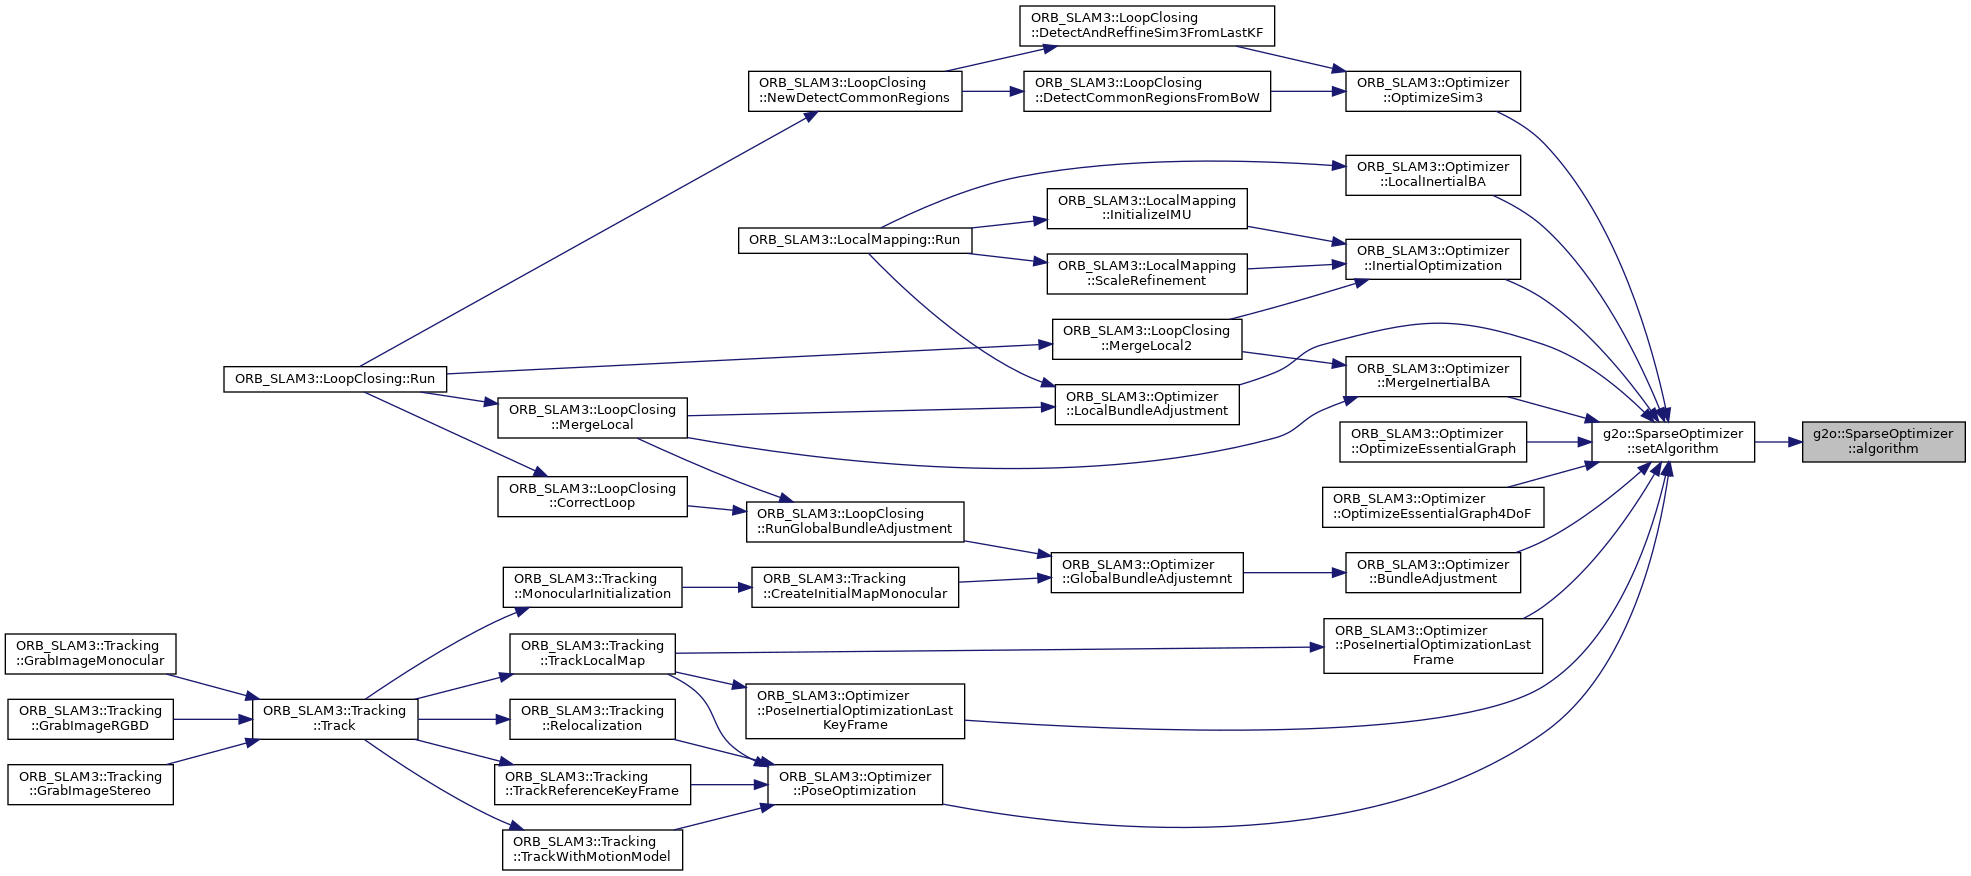 ORB_SLAM3::LoopClosing
::DetectAndReffineSim3FromLastKF
ORB_SLAM3::LoopClosing
::NewDetectCommonRegions
ORB_SLAM3::LoopClosing
::DetectCommonRegionsFromBoW
ORB_SLAM3::Optimizer
::OptimizeSim3
ORB_SLAM3::Optimizer
::LocalInertialBA
ORB_SLAM3::LocalMapping
::InitializeIMU
ORB_SLAM3::LocalMapping::Run
ORB_SLAM3::Optimizer
::InertialOptimization
ORB_SLAM3::LocalMapping
::ScaleRefinement
ORB_SLAM3::LoopClosing
::MergeLocal2
ORB_SLAM3::LoopClosing::Run
ORB_SLAM3::Optimizer
::MergeInertialBA
ORB_SLAM3::Optimizer
::LocalBundleAdjustment
ORB_SLAM3::LoopClosing
::MergeLocal
ORB_SLAM3::Optimizer
::OptimizeEssentialGraph
g2o::SparseOptimizer
::setAlgorithm
g2o::SparseOptimizer
::algorithm
ORB_SLAM3::LoopClosing
::CorrectLoop
ORB_SLAM3::Optimizer
::OptimizeEssentialGraph4DoF
ORB_SLAM3::LoopClosing
::RunGlobalBundleAdjustment
ORB_SLAM3::Optimizer
::GlobalBundleAdjustemnt
ORB_SLAM3::Optimizer
::BundleAdjustment
ORB_SLAM3::Tracking
::MonocularInitialization
ORB_SLAM3::Tracking
::CreateInitialMapMonocular
ORB_SLAM3::Optimizer
::PoseInertialOptimizationLast
Frame
ORB_SLAM3::Tracking
::GrabImageMonocular
ORB_SLAM3::Tracking
::TrackLocalMap
ORB_SLAM3::Optimizer
::PoseInertialOptimizationLast
KeyFrame
ORB_SLAM3::Tracking
::GrabImageRGBD
ORB_SLAM3::Tracking
::Track
ORB_SLAM3::Tracking
::Relocalization
ORB_SLAM3::Tracking
::GrabImageStereo
ORB_SLAM3::Tracking
::TrackReferenceKeyFrame
ORB_SLAM3::Optimizer
::PoseOptimization
ORB_SLAM3::Tracking
::TrackWithMotionModel